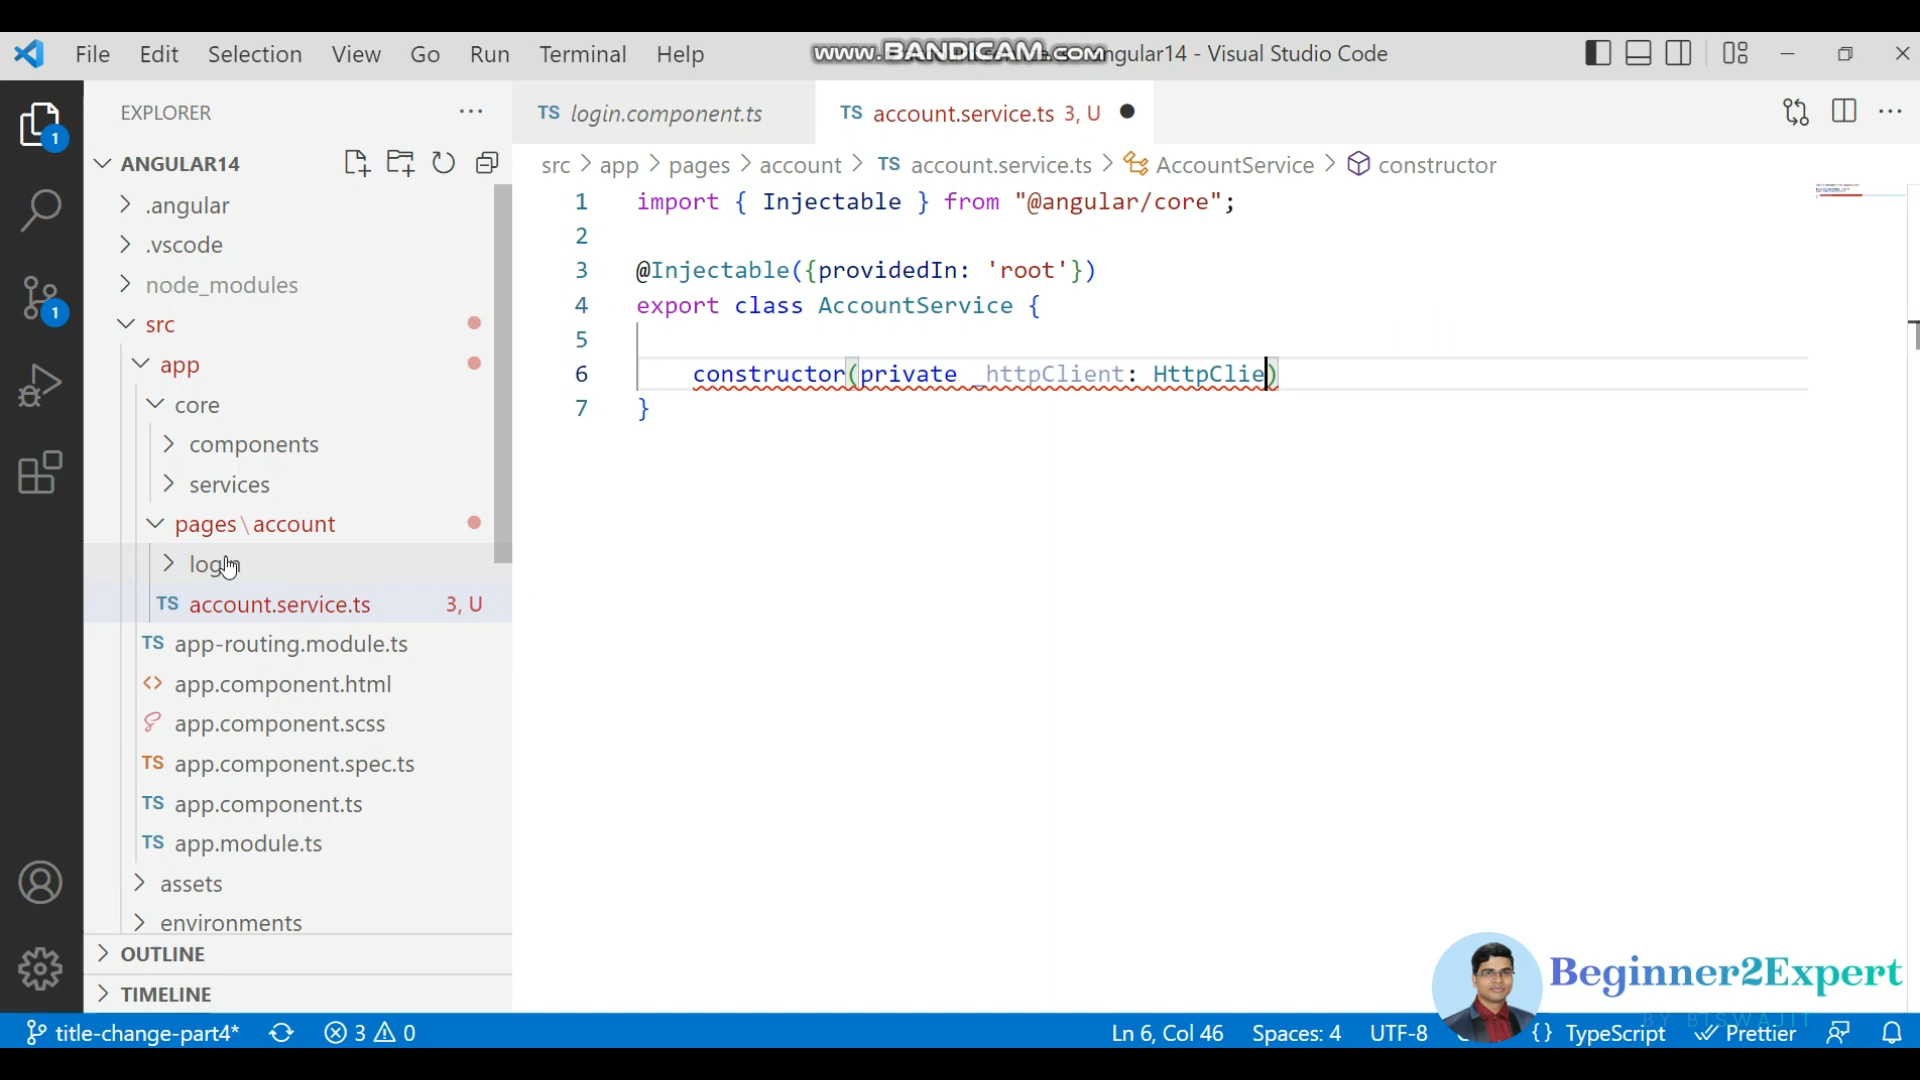 File Edit Selection View Go Run Terminal Help www.BANDICAM.com angular14 - Visual Studio Code
EXPLORER
TS login.component.ts TS account.service.ts 3, U
ANGULAR14
src > app > pages > account > TS account.service.ts > AccountService > constructor
.angular
.vscode
node_modules
src
app
core
components
services
pages\account
login
TS account.service.ts 3, U
TS app-routing.module.ts
<> app.component.html
app.component.scss
TS app.component.spec.ts
TS app.component.ts
TS app.module.ts
assets
environments
OUTLINE
TIMELINE
1 import { Injectable } from "@angular/core";
2
3 @Injectable({providedIn: 'root'})
4 export class AccountService {
5
6 constructor(private _httpClient: HttpClie)
7 }
1
1
Beginner2Expert
BY BISWAJIT
title-change-part4* 3 0 Ln 6, Col 46 Spaces: 4 UTF-8 {} TypeScript Prettier